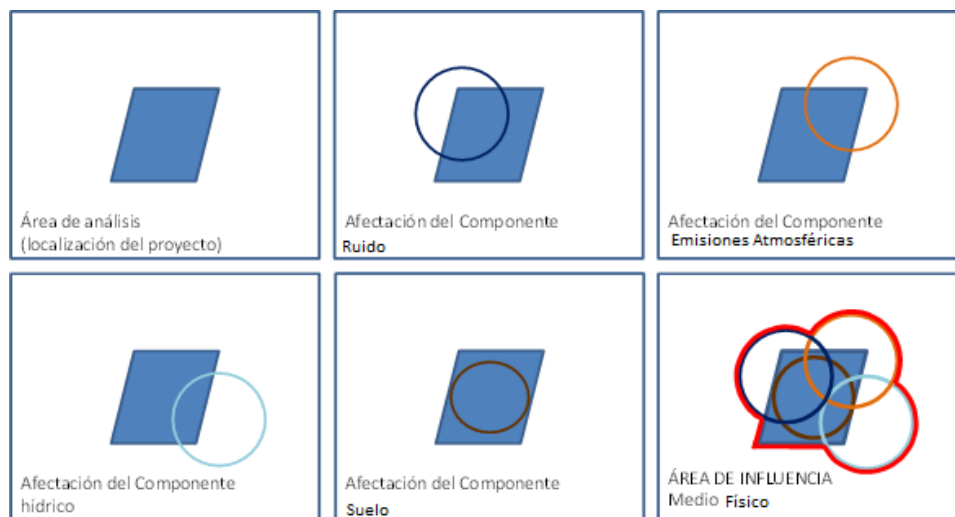 Área de análisis
(localización del proyecto)
Afectación del Componente
Ruido
Afectación del Componente
Emisiones Atmosféricas
Afectación del Componente
hídrico
Afectación del Componente
Suelo
ÁREA DE INFLUENCIA
Medio Físico